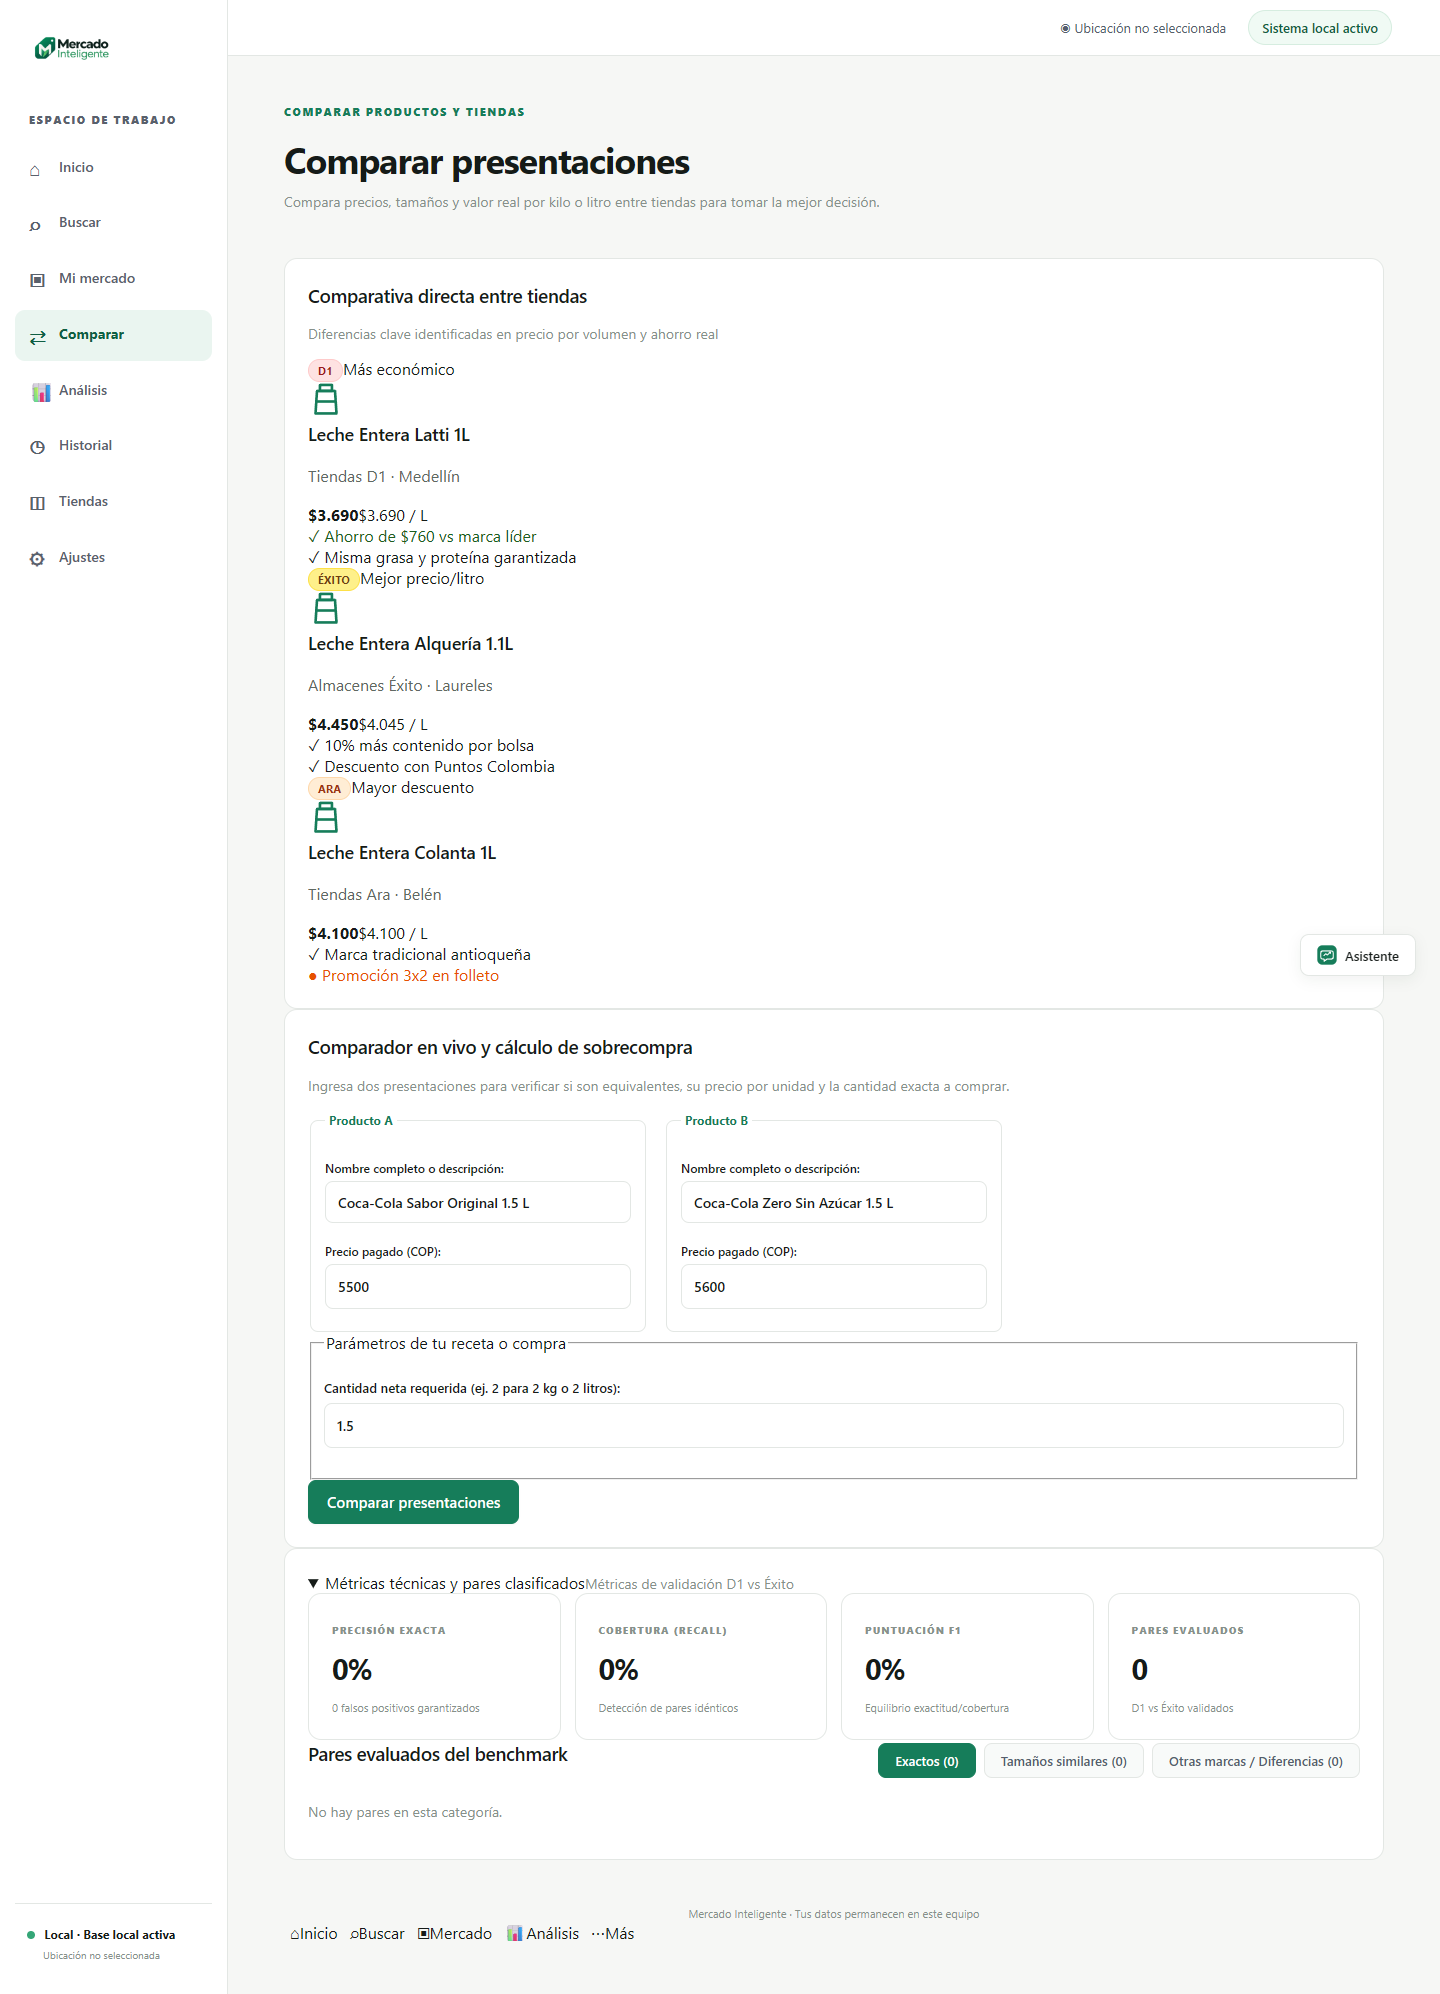 Mercado
Inteligente
Ubicación no seleccionada
Sistema local activo
ESPACIO DE TRABAJO
Inicio
Buscar
Mi mercado
Comparar
Análisis
Historial
Tiendas
Ajustes
COMPARAR PRODUCTOS Y TIENDAS
Comparar presentaciones
Compara precios, tamaños y valor real por kilo o litro entre tiendas para tomar la mejor decisión.
Comparativa directa entre tiendas
Diferencias clave identificadas en precio por volumen y ahorro real
D1 Más económico
Leche Entera Latti 1L
Tiendas D1 · Medellín
$3.690$3.690 / L
✓ Ahorro de $760 vs marca líder
✓ Misma grasa y proteína garantizada
ÉXITO Mejor precio/litro
Leche Entera Alquería 1.1L
Almacenes Éxito · Laureles
$4.450$4.045 / L
✓ 10% más contenido por bolsa
✓ Descuento con Puntos Colombia
ARA Mayor descuento
Leche Entera Colanta 1L
Tiendas Ara · Belén
$4.100$4.100 / L
✓ Marca tradicional antioqueña
● Promoción 3x2 en folleto
Asistente
Comparador en vivo y cálculo de sobrecompra
Ingresa dos presentaciones para verificar si son equivalentes, su precio por unidad y la cantidad exacta a comprar.
Producto A
Nombre completo o descripción:
Coca-Cola Sabor Original 1.5 L
Precio pagado (COP):
5500
Producto B
Nombre completo o descripción:
Coca-Cola Zero Sin Azúcar 1.5 L
Precio pagado (COP):
5600
Parámetros de tu receta o compra
Cantidad neta requerida (ej. 2 para 2 kg o 2 litros):
1.5
Comparar presentaciones
▼ Métricas técnicas y pares clasificadosMétricas de validación D1 vs Éxito
PRECISIÓN EXACTA
0%
0 falsos positivos garantizados
COBERTURA (RECALL)
0%
Detección de pares idénticos
PUNTUACIÓN F1
0%
Equilibrio exactitud/cobertura
PARES EVALUADOS
0
D1 vs Éxito validados
Pares evaluados del benchmark
Exactos (0)
Tamaños similares (0)
Otras marcas / Diferencias (0)
No hay pares en esta categoría.
Mercado Inteligente · Tus datos permanecen en este equipo
Inicio Buscar Mercado Análisis ···Más
Local · Base local activa
Ubicación no seleccionada